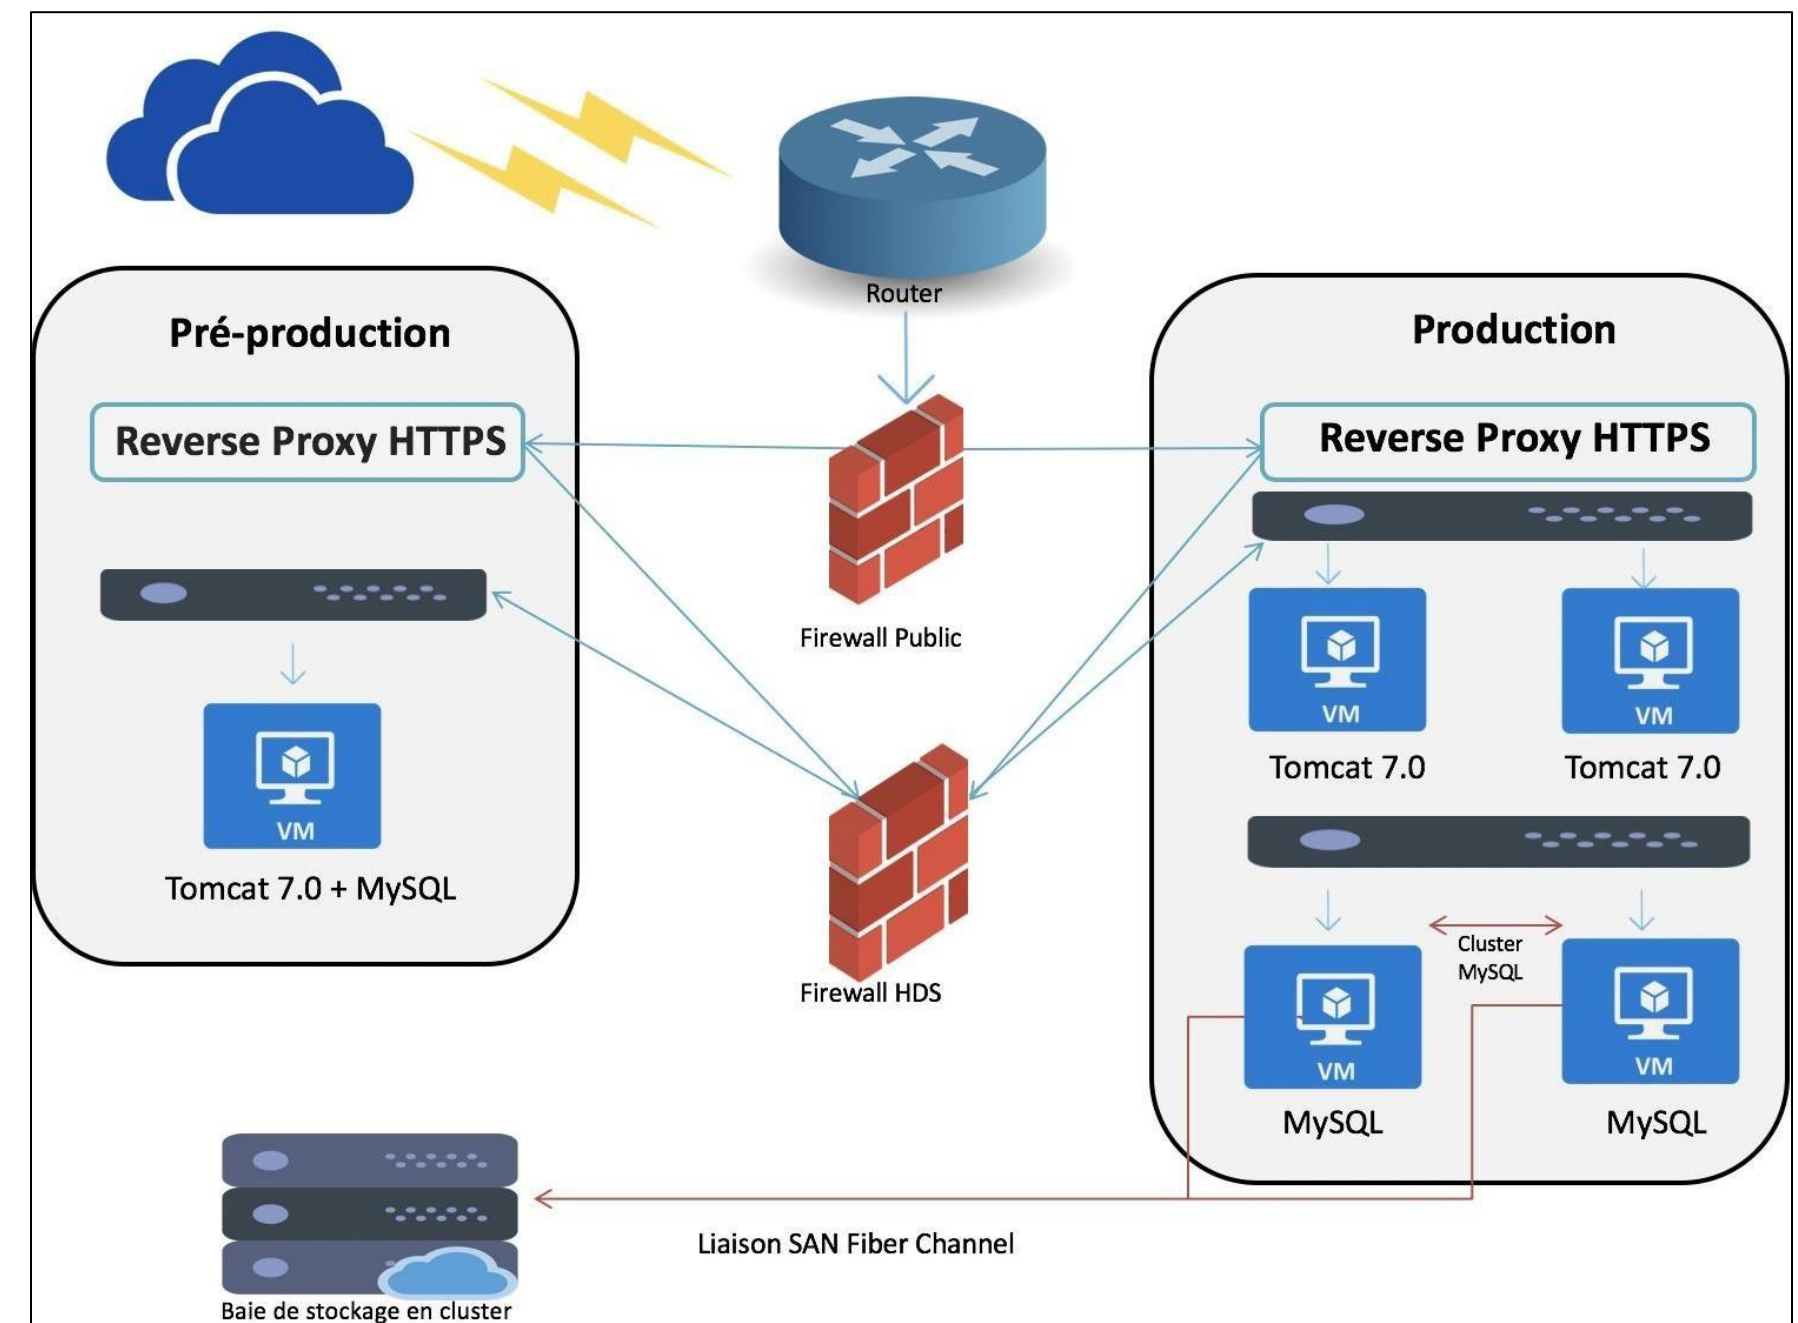 Router
Pré-production
Production
Reverse Proxy HTTPS
Reverse Proxy HTTPS
Firewall Public
VM
VM
Tomcat 7.0
Tomcat 7.0
VM
Tomcat 7.0 + MySQL
Cluster
MySQL
Firewall HDS
VM
VM
MySQL
MySQL
Liaison SAN Fiber Channel
Baie de stockage en cluster